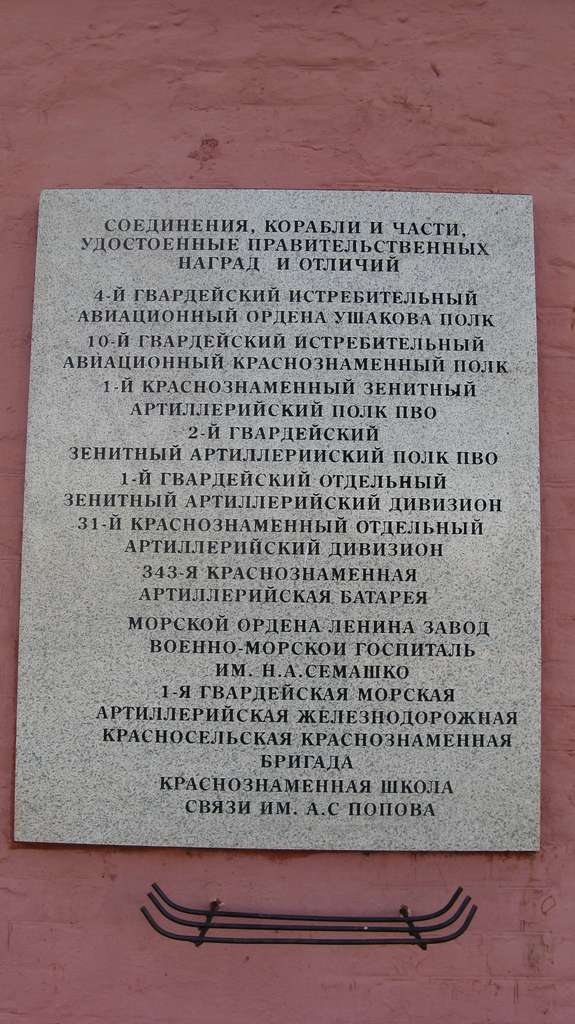 СОЕДИНЕНИЯ, КОРАБЛИ И ЧАСТИ,
УДОСТОЕННЫЕ ПРАВИТЕЛЬСТВЕННЫХ
НАГРАД И ОТЛИЧИЙ
4-Й ГВАРДЕЙСКИЙ ИСТРЕБИТЕЛЬНЫЙ
АВИАЦИОННЫЙ ОРДЕНА УШАКОВА ПОЛК
10-Й ГВАРДЕЙСКИЙ ИСТРЕБИТЕЛЬНЫЙ
АВИАЦИОННЫЙ КРАСНОЗНАМЕННЫЙ ПОЛК
1-Й КРАСНОЗНАМЕННЫЙ ЗЕНИТНЫЙ
АРТИЛЛЕРИЙСКИЙ ПОЛК ПВО
2-Й ГВАРДЕЙСКИЙ
ЗЕНИТНЫЙ АРТИЛЛЕРИИСКИЙ ПОЛК ПВО
1-Й ГВАРДЕЙСКИЙ ОТДЕЛЬНЫЙ
ЗЕНИТНЫЙ АРТИЛЛЕРИЙСКИЙ ДИВИЗИОН
31-Й КРАСНОЗНАМЕННЫЙ ОТДЕЛЬНЫЙ
АРТИЛЛЕРИЙСКИЙ ДИВИЗИОН
343-Я КРАСНОЗНАМЕННАЯ
АРТИЛЛЕРИЙСКАЯ БАТАРЕЯ
МОРСКОЙ ОРДЕНА ЛЕНИНА ЗАВОД
ВОЕННО-МОРСКОИ ГОСПИТАЛЬ
ИМ. Н.А.СЕМАШКО
1-Я ГВАРДЕЙСКАЯ МОРСКАЯ
АРТИЛЛЕРИЙСКАЯ ЖЕЛЕЗНОДОРОЖНАЯ
КРАСНОСЕЛЬСКАЯ КРАСНОЗНАМЕННАЯ
БРИГАДА
КРАСНОЗНАМЕННАЯ ШКОЛА
СВЯЗИ ИМ. А.С ПОПОВА